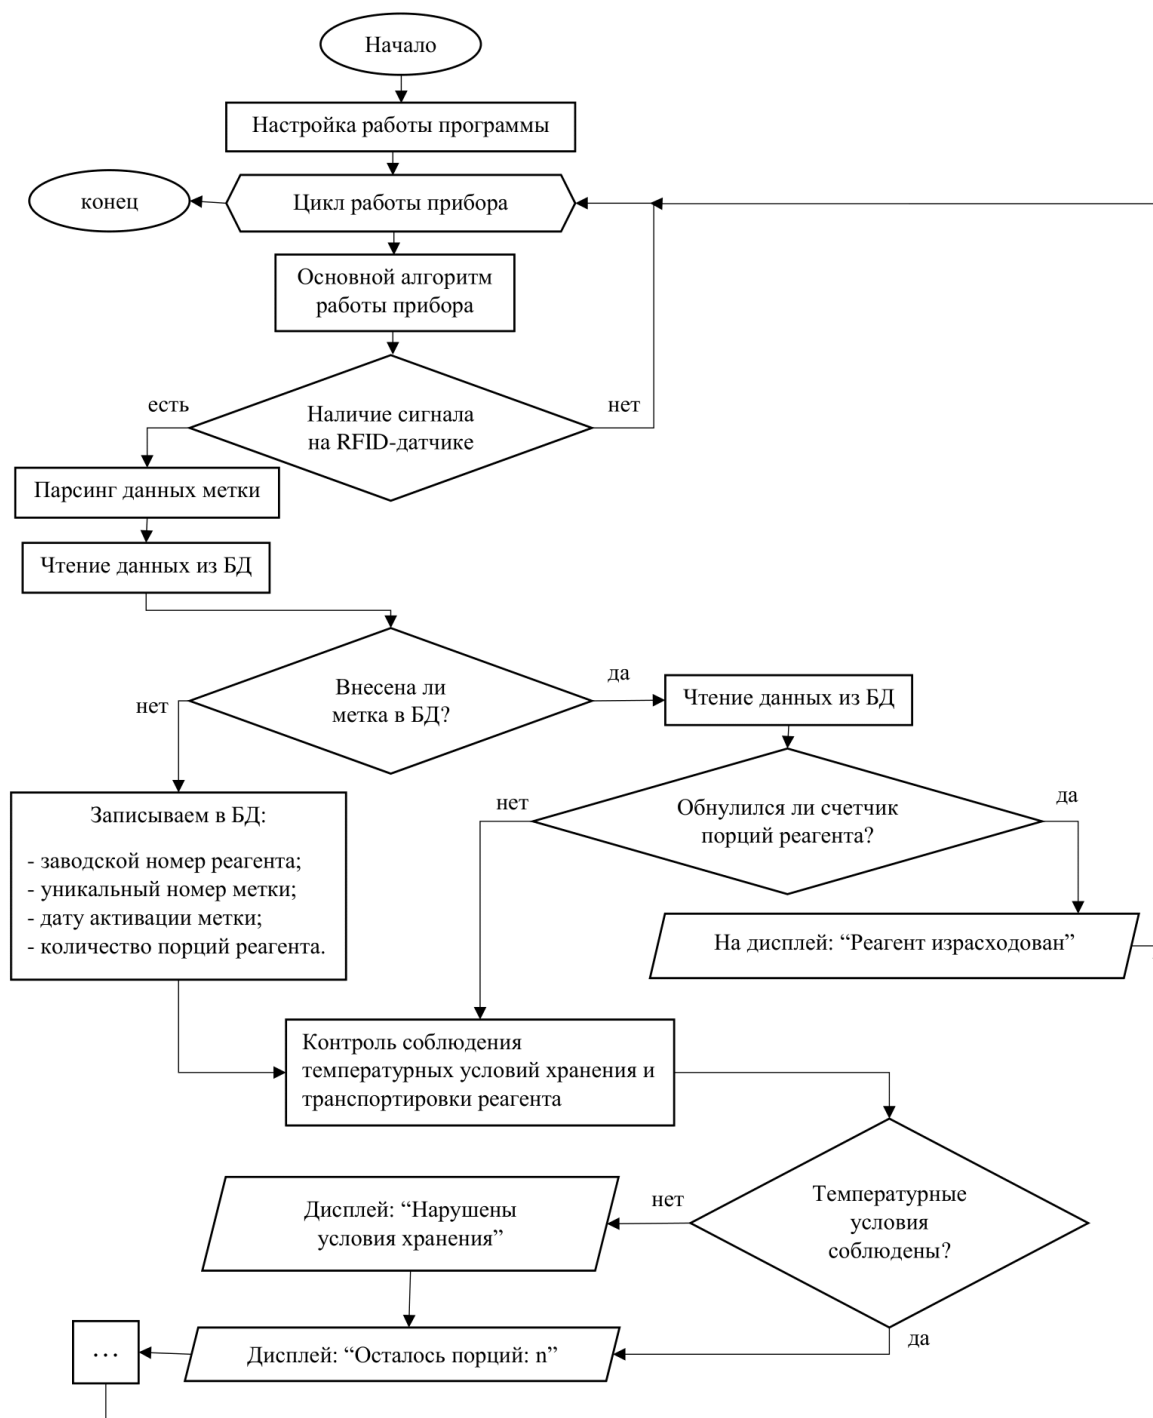 Начало
Настройка работы программы
конец
Цикл работы прибора
Основной алгоритм
работы прибора
есть
Наличие сигнала
на RFID-датчике
нет
Парсинг данных метки
Чтение данных из БД
нет
Внесена ли
метка в БД?
да
Чтение данных из БД
Записываем в БД:
- заводской номер реагента;
- уникальный номер метки;
- дату активации метки;
- количество порций реагента.
нет
Обнулился ли счетчик
порций реагента?
да
На дисплей: “Реагент израсходован”
Контроль соблюдения
температурных условий хранения и
транспортировки реагента
Дисплей: “Нарушены
условия хранения”
нет
Температурные
условия
соблюдены?
да
Дисплей: “Осталось порций: n”
...